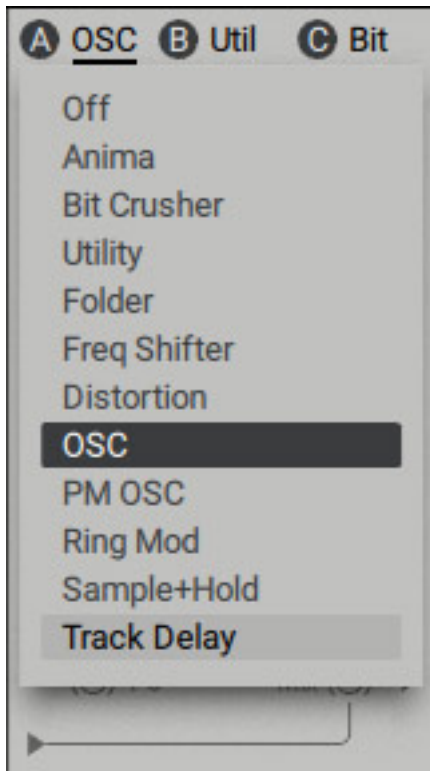 A OSC B Util C Bit
Off
Anima
Bit Crusher
Utility
Folder
Freq Shifter
Distortion
OSC
PM OSC
Ring Mod
Sample+Hold
Track Delay